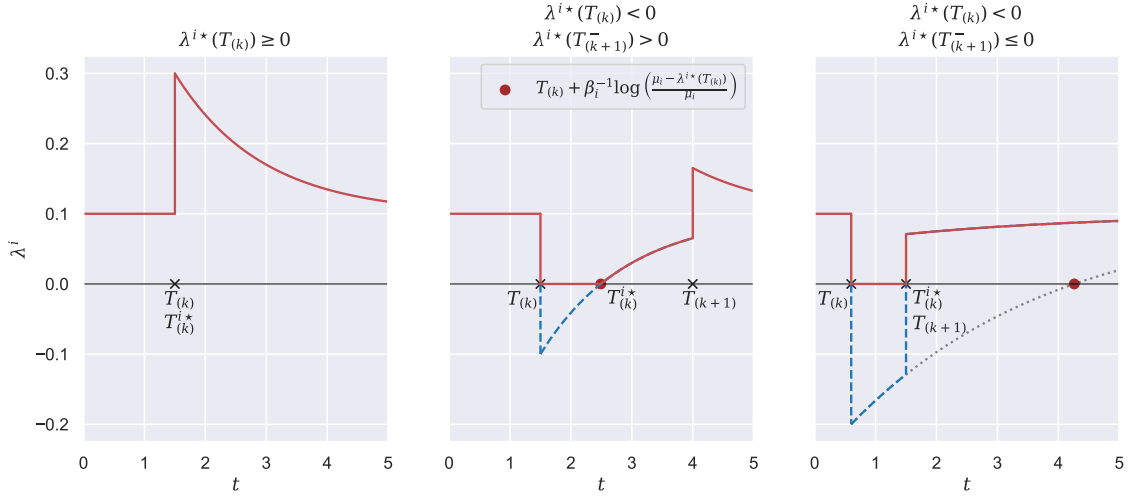 λ^{i⋆}(T_{(k)}) ≥ 0
λ^{i⋆}(T_{(k)}) < 0
λ^{i⋆}(T^{−}_{(k+1)}) > 0
λ^{i⋆}(T_{(k)}) < 0
λ^{i⋆}(T^{−}_{(k+1)}) ≤ 0
T_{(k)} + β_i^{−1} log ( (μ_i − λ^{i⋆}(T_{(k)})) / μ_i )
λ^i
0.3
0.2
0.1
0.0
−0.1
−0.2
T_{(k)}
T^{i⋆}_{(k)}
0 1 2 3 4 5
t
T_{(k)} T^{i⋆}_{(k)} T_{(k+1)}
0 1 2 3 4 5
t
T_{(k)} T^{i⋆}_{(k)}
T_{(k+1)}
0 1 2 3 4 5
t